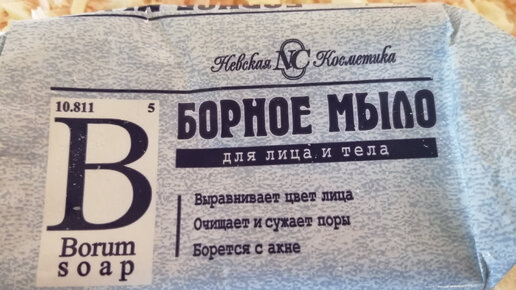 Невская NC Косметика
10.811 5
B
Borum
soap
БОРНОЕ МЫЛО
для лица и тела
Выравнивает цвет лица
Очищает и сужает поры
Борется с акне